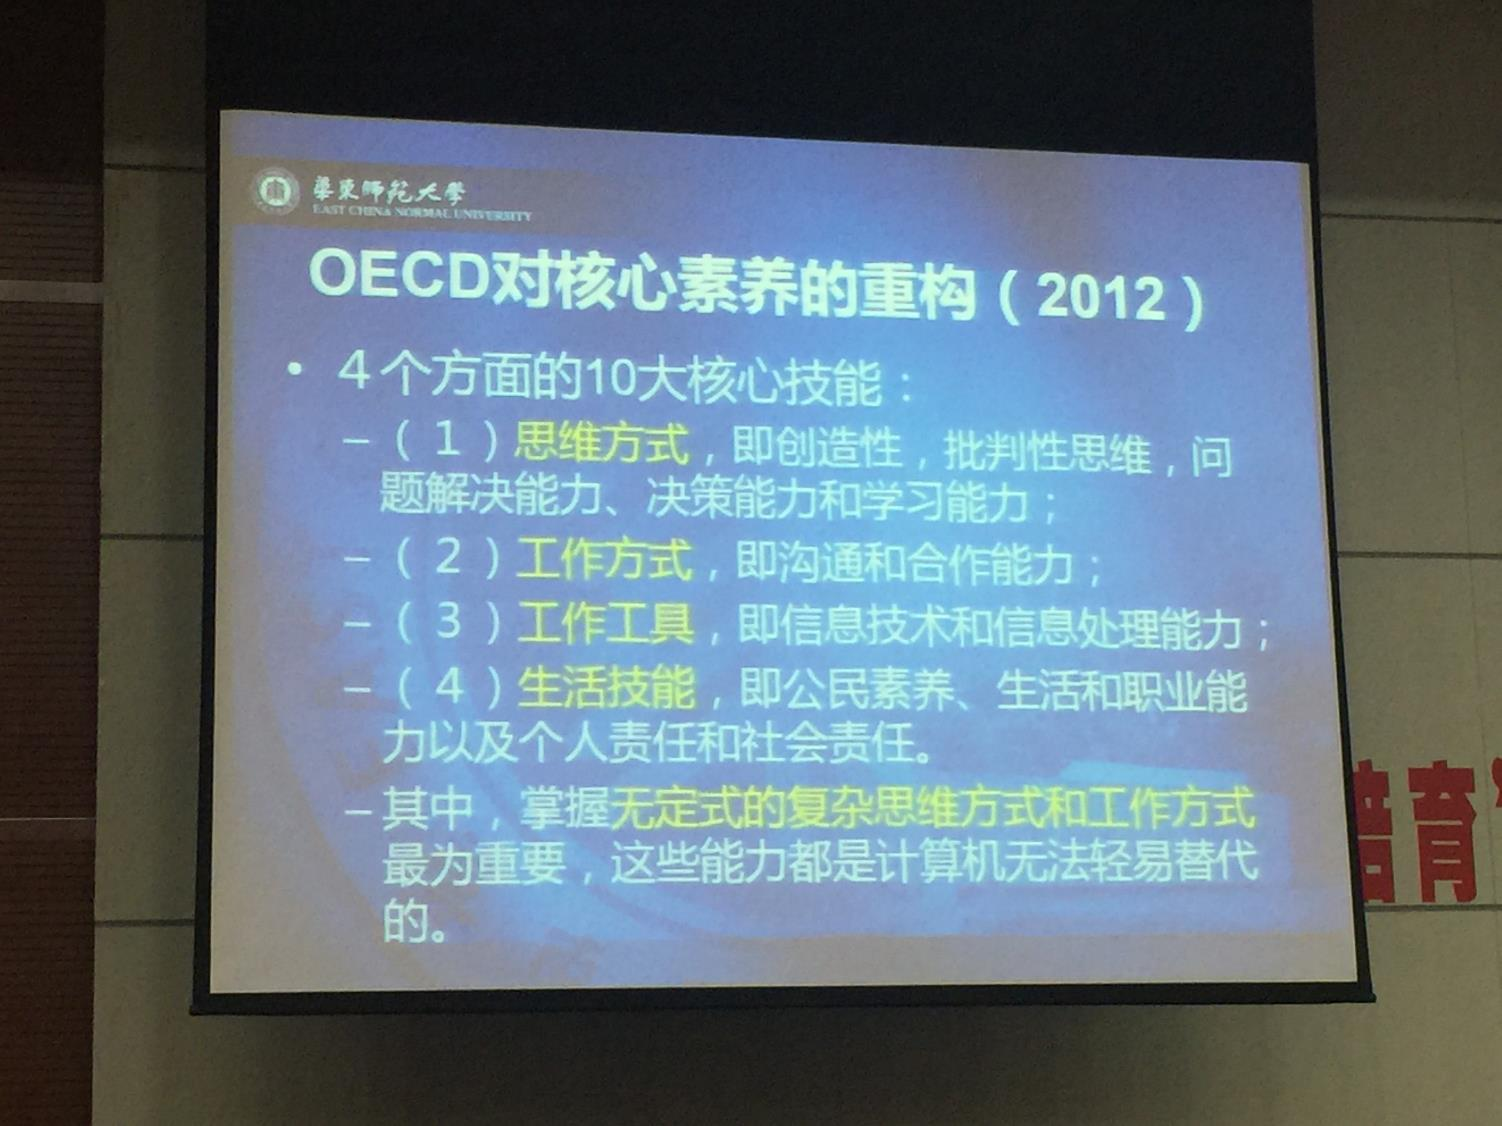 華東師範大學
EAST CHINA NORMAL UNIVERSITY
OECD对核心素养的重构（2012）
• 4个方面的10大核心技能：
–（1）思维方式，即创造性，批判性思维，问
题解决能力、决策能力和学习能力；
–（2）工作方式，即沟通和合作能力；
–（3）工作工具，即信息技术和信息处理能力；
–（4）生活技能，即公民素养、生活和职业能
力以及个人责任和社会责任。
–其中，掌握无定式的复杂思维方式和工作方式
最为重要，这些能力都是计算机无法轻易替代
的。
培育